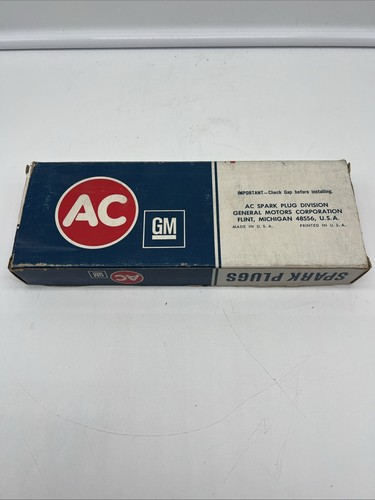 AC
GM
IMPORTANT—Check Gap before installing.
AC SPARK PLUG DIVISION
GENERAL MOTORS CORPORATION
FLINT, MICHIGAN 48556, U.S.A.
MADE IN U.S.A. PRINTED IN U.S.A.
AC
GM
SPARK PLUGS